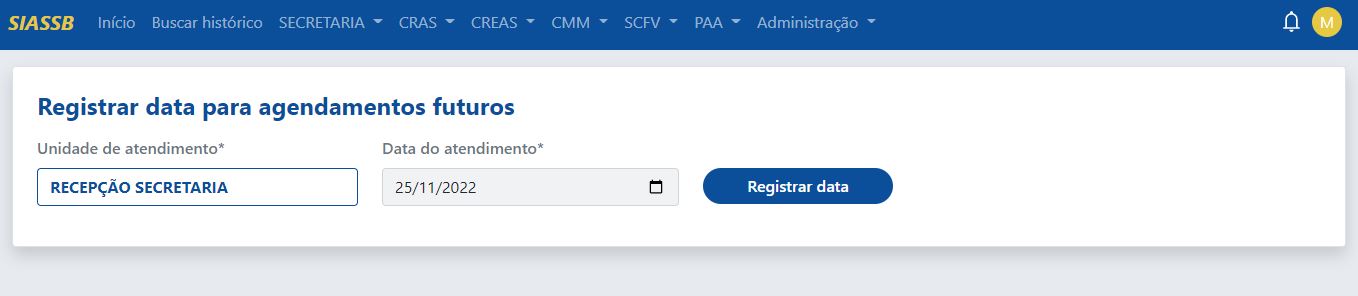 SIASSB Início Buscar histórico SECRETARIA CRAS CREAS CMM SCFV PAA Administração M
Registrar data para agendamentos futuros
Unidade de atendimento* Data do atendimento*
RECEPÇÃO SECRETARIA 25/11/2022 Registrar data